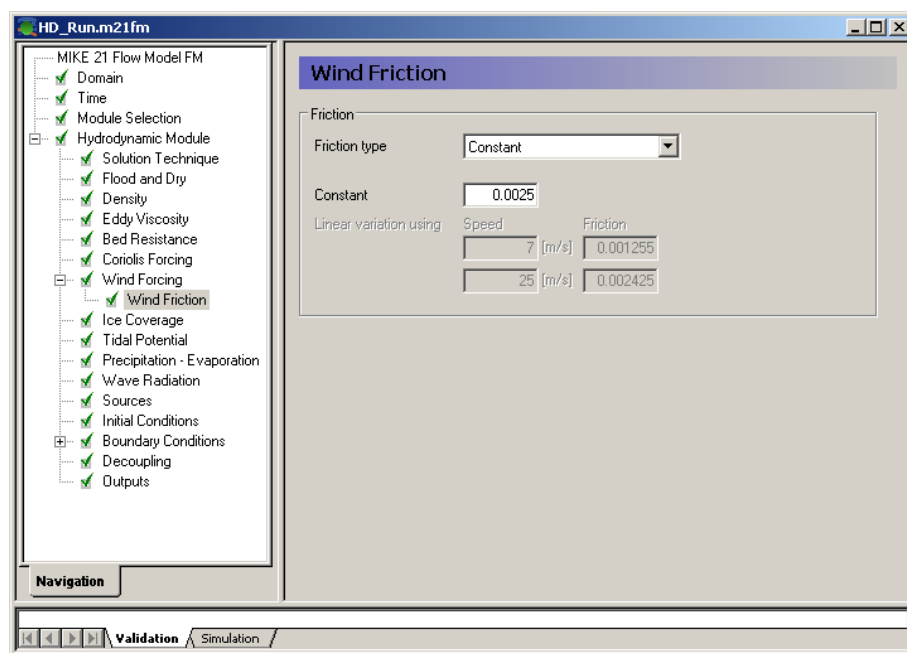 HD_Run.m21fm
MIKE 21 Flow Model FM
Domain
Time
Module Selection
Hydrodynamic Module
Solution Technique
Flood and Dry
Density
Eddy Viscosity
Bed Resistance
Coriolis Forcing
Wind Forcing
Wind Friction
Ice Coverage
Tidal Potential
Precipitation - Evaporation
Wave Radiation
Sources
Initial Conditions
Boundary Conditions
Decoupling
Outputs
Navigation
Wind Friction
Friction
Friction type Constant
Constant 0.0025
Linear variation using Speed Friction
7 [m/s] 0.001255
25 [m/s] 0.002425
Validation Simulation